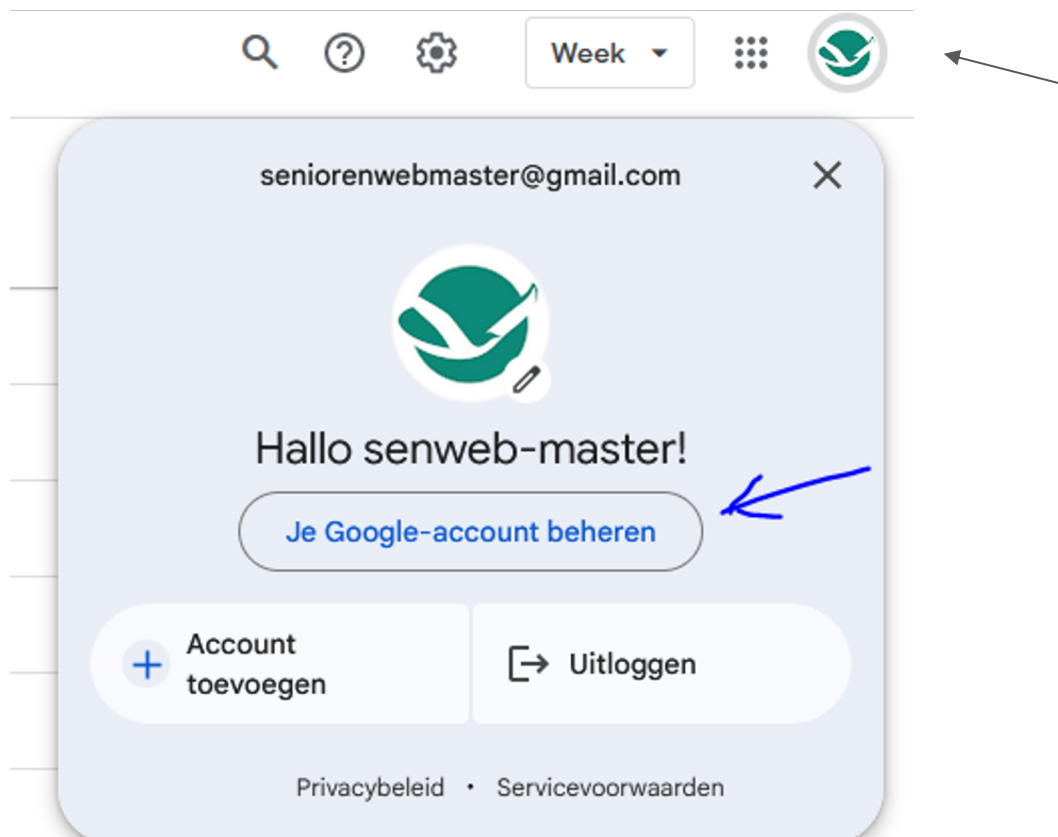 Week
seniorenwebmaster@gmail.com
Hallo senweb-master!
Je Google-account beheren
Account
toevoegen
Uitloggen
Privacybeleid • Servicevoorwaarden